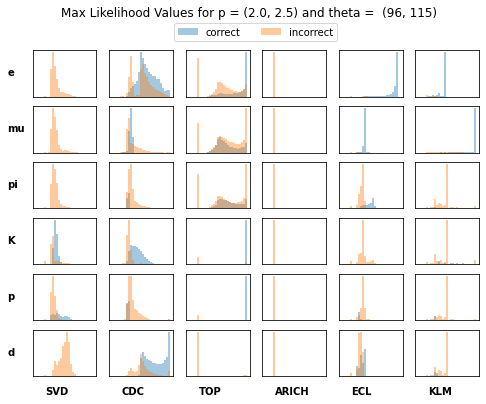 Max Likelihood Values for p = (2.0, 2.5) and theta =  (96, 115)
correct incorrect
e
mu
pi
K
p
d
SVD CDC TOP ARICH ECL KLM